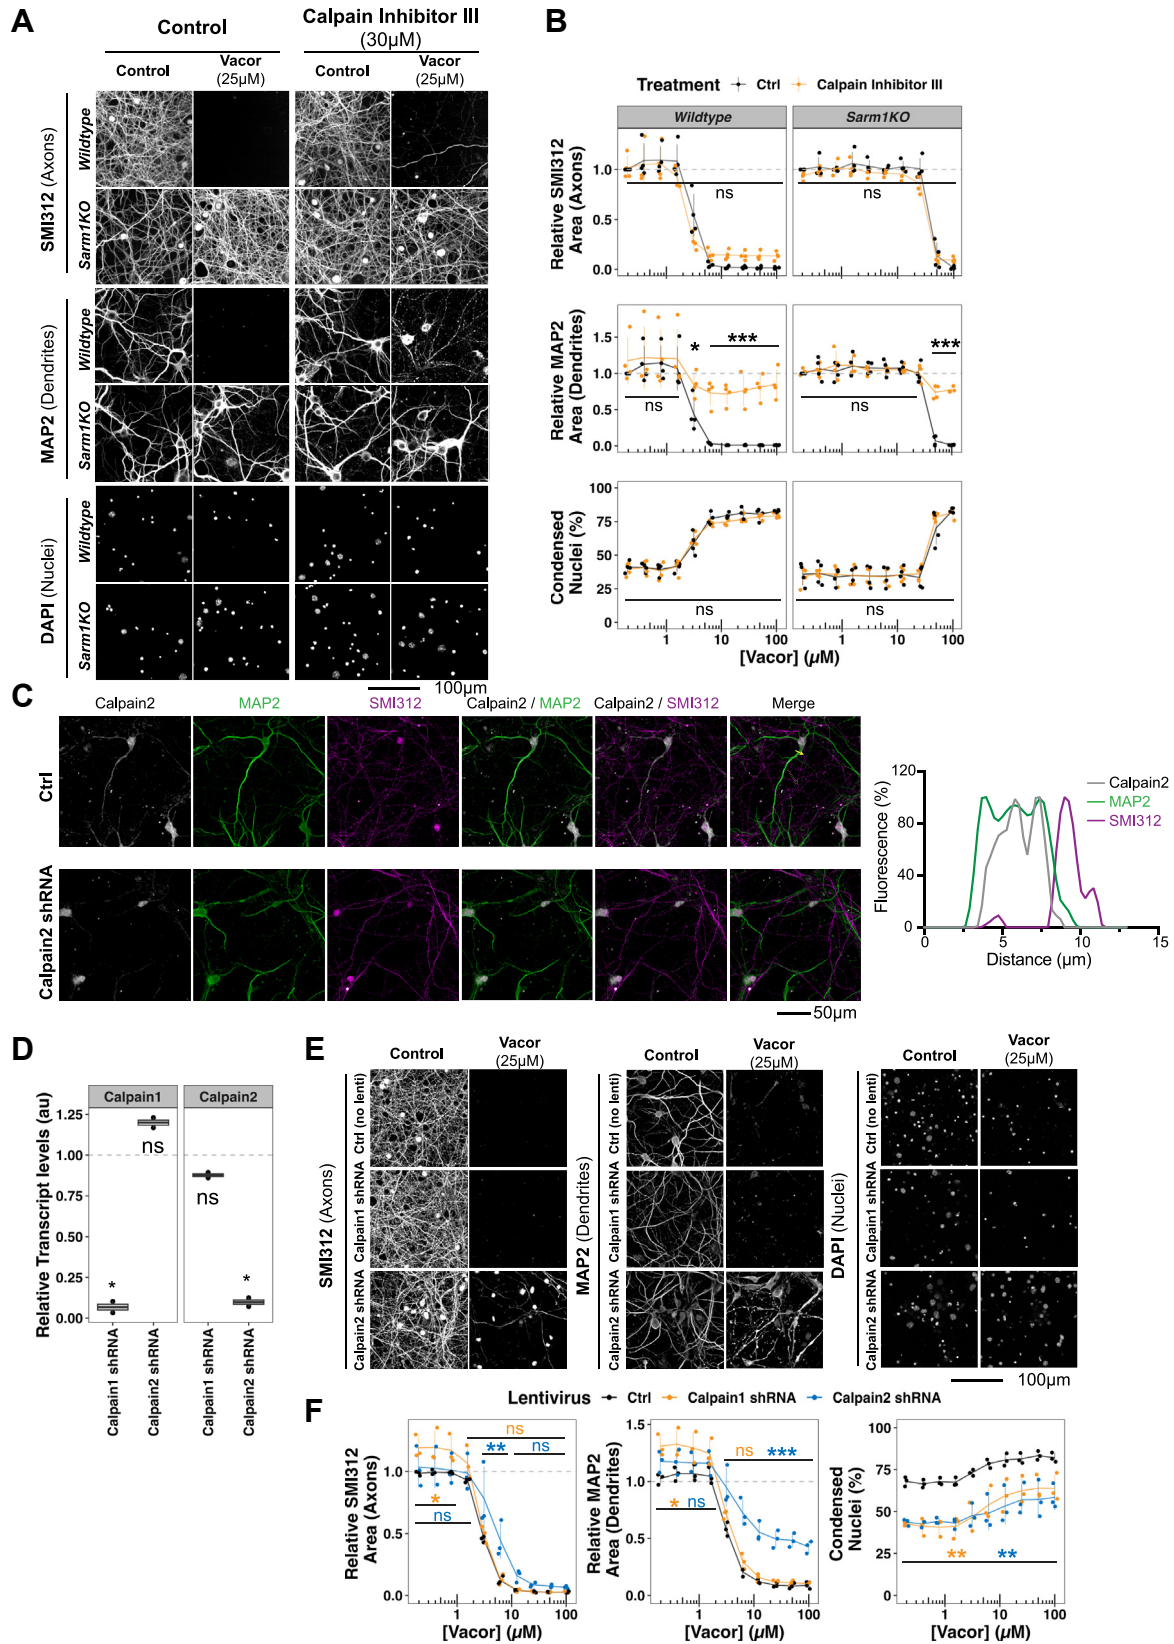 A
Control
Calpain Inhibitor III
(30µM)
Control
Vacor
(25µM)
Control
Vacor
(25µM)
SMI312 (Axons)
Wildtype
Sarm1KO
MAP2 (Dendrites)
Wildtype
Sarm1KO
DAPI (Nuclei)
Wildtype
Sarm1KO
100µm
B
Treatment Ctrl Calpain Inhibitor III
Wildtype Sarm1KO
Relative SMI312
Area (Axons)
1.0
0.5
0.0
ns ns
Relative MAP2
Area (Dendrites)
1.5
1.0
0.5
0.0
* *** ***
ns ns
Condensed
Nuclei (%)
100
75
50
25
0
ns ns
1 10 100 1 10 100
[Vacor] (µM)
C
Calpain2 MAP2 SMI312 Calpain2 / MAP2 Calpain2 / SMI312 Merge
Ctrl
Calpain2 shRNA
50µm
Fluorescence (%)
120
80
40
0
0 5 10 15
Distance (µm)
Calpain2
MAP2
SMI312
D
Calpain1 Calpain2
Relative Transcript levels (au)
1.25
1.00
0.75
0.50
0.25
0.00
ns
ns
* *
Calpain1 shRNA
Calpain2 shRNA
Calpain1 shRNA
Calpain2 shRNA
E
Control
Vacor
(25µM)
Control
Vacor
(25µM)
Control
Vacor
(25µM)
SMI312 (Axons)
Ctrl (no lenti)
Calpain1 shRNA
Calpain2 shRNA
MAP2 (Dendrites)
Ctrl (no lenti)
Calpain1 shRNA
Calpain2 shRNA
DAPI (Nuclei)
Ctrl (no lenti)
Calpain1 shRNA
Calpain2 shRNA
100µm
F
Lentivirus Ctrl Calpain1 shRNA Calpain2 shRNA
Relative SMI312
Area (Axons)
1.0
0.5
0.0
ns
** ns
*
ns
1 10 100
[Vacor] (µM)
Relative MAP2
Area (Dendrites)
1.5
1.0
0.5
0.0
ns ***
* ns
1 10 100
[Vacor] (µM)
Condensed
Nuclei (%)
100
75
50
25
0
** **
1 10 100
[Vacor] (µM)